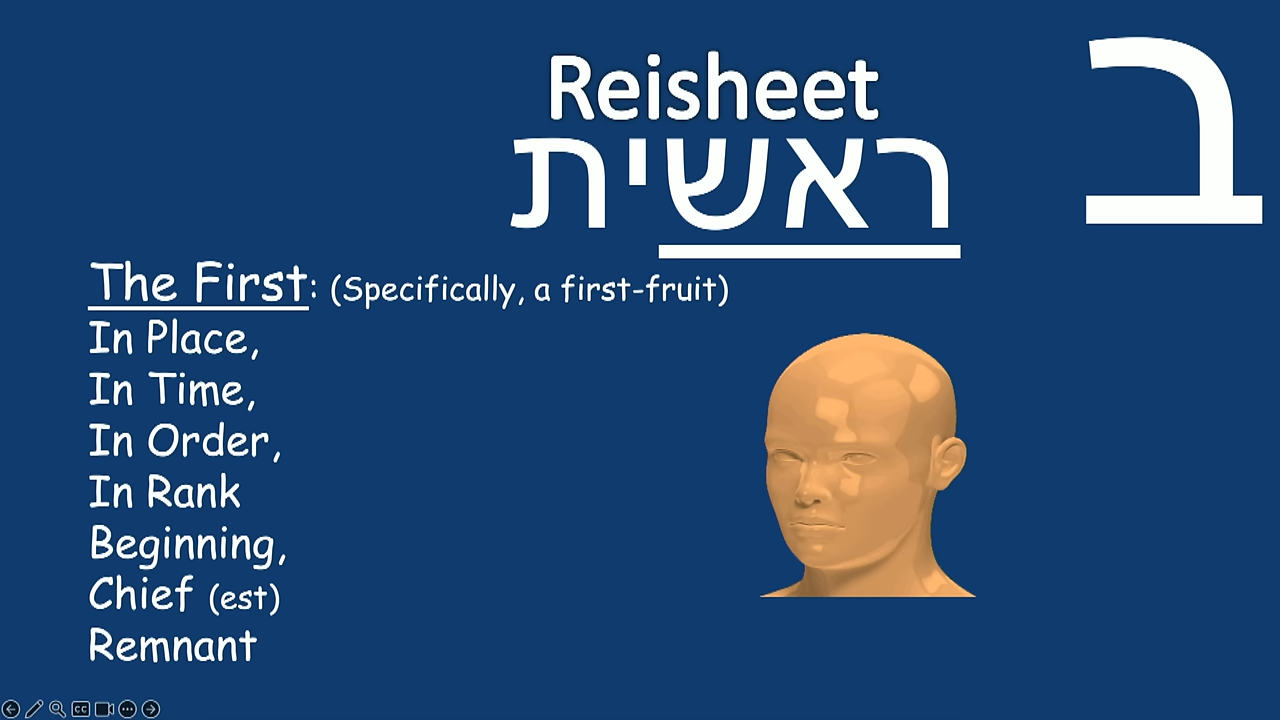 Reisheet
ב
ראשית
The First: (Specifically, a first-fruit)
In Place,
In Time,
In Order,
In Rank
Beginning,
Chief (est)
Remnant
CC